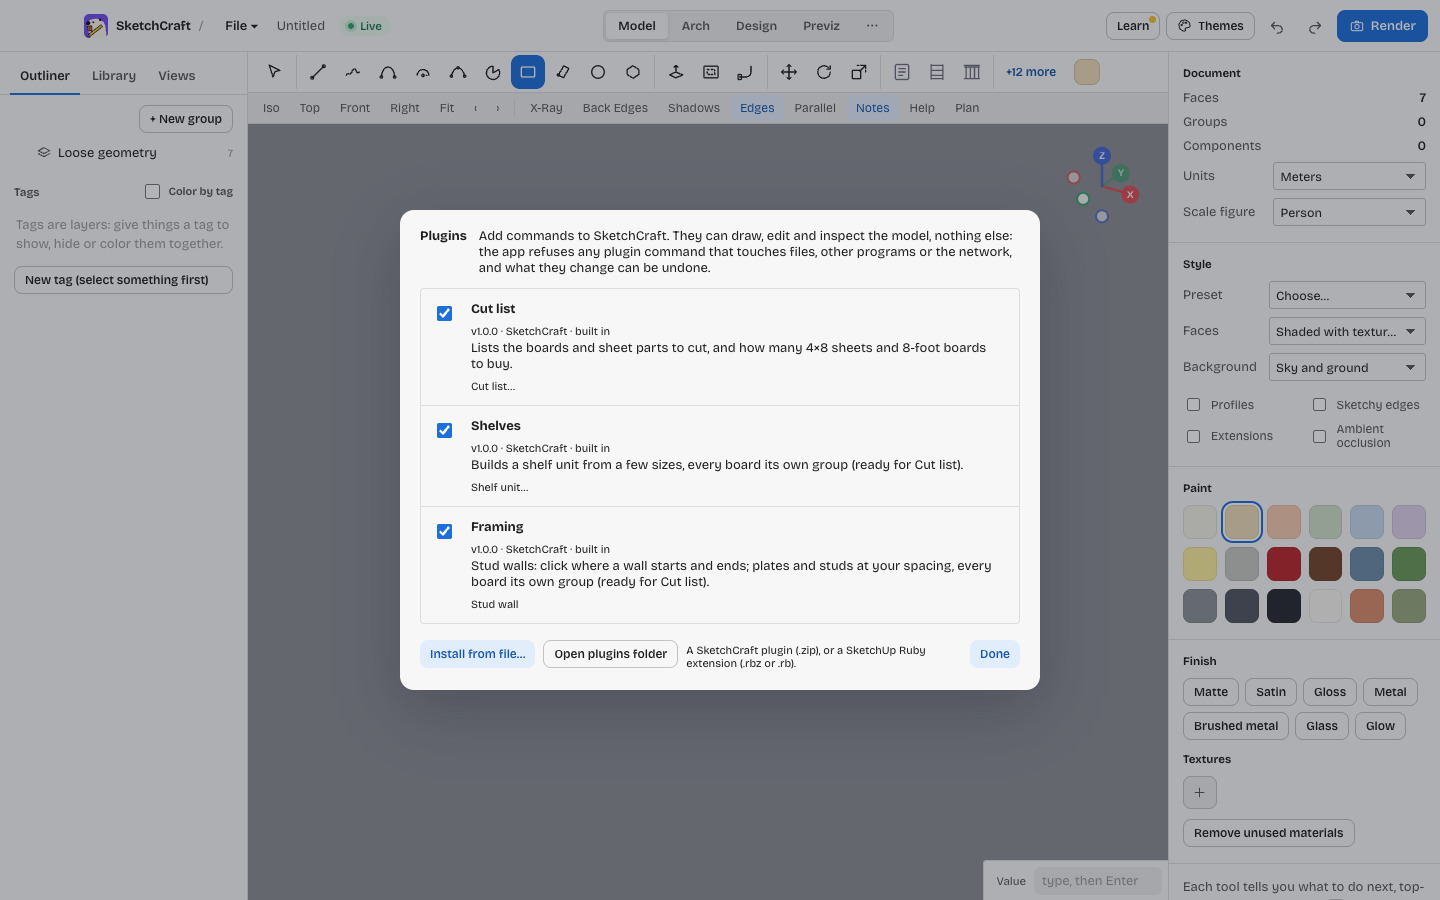 SketchCraft / File Untitled Live
Model Arch Design Previz ···
Learn Themes Render
Outliner Library Views
+ New group
Loose geometry 7
Tags Color by tag
Tags are layers: give things a tag to
show, hide or color them together.
New tag (select something first)
+12 more
Iso Top Front Right Fit ‹ › X-Ray Back Edges Shadows Edges Parallel Notes Help Plan
Z
Y
X
Plugins Add commands to SketchCraft. They can draw, edit and inspect the model, nothing else:
the app refuses any plugin command that touches files, other programs or the network,
and what they change can be undone.
Cut list
v1.0.0 · SketchCraft · built in
Lists the boards and sheet parts to cut, and how many 4×8 sheets and 8-foot boards
to buy.
Cut list...
Shelves
v1.0.0 · SketchCraft · built in
Builds a shelf unit from a few sizes, every board its own group (ready for Cut list).
Shelf unit...
Framing
v1.0.0 · SketchCraft · built in
Stud walls: click where a wall starts and ends; plates and studs at your spacing, every
board its own group (ready for Cut list).
Stud wall
Install from file... Open plugins folder
A SketchCraft plugin (.zip), or a SketchUp Ruby
extension (.rbz or .rb).
Done
Value type, then Enter
Document
Faces 7
Groups 0
Components 0
Units Meters
Scale figure Person
Style
Preset Choose...
Faces Shaded with textur...
Background Sky and ground
Profiles Sketchy edges
Extensions Ambient
occlusion
Paint
Finish
Matte Satin Gloss Metal
Brushed metal Glass Glow
Textures
+
Remove unused materials
Each tool tells you what to do next, top-